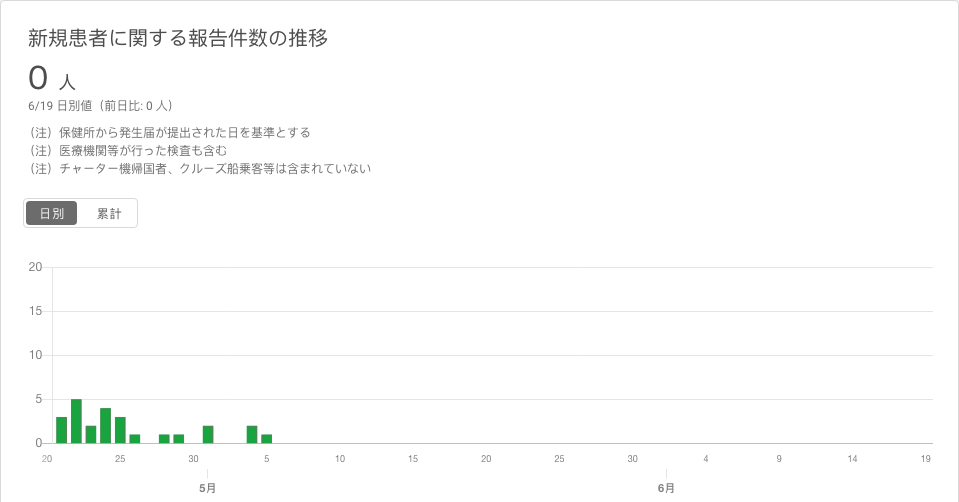 新規患者に関する報告件数の推移
0 人
6/19 日別値（前日比: 0 人）
（注）保健所から発生届が提出された日を基準とする
（注）医療機関等が行った検査も含む
（注）チャーター機帰国者、クルーズ船乗客等は含まれていない
日別 累計
20
15
10
5
0
20 25 30 5 10 15 20 25 30 4 9 14 19
5月 6月